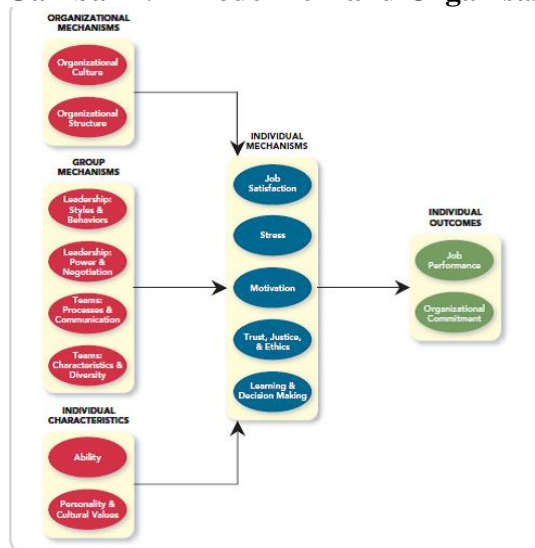 ORGANIZATIONAL
MECHANISMS
Organizational
Culture
Organizational
Structure
GROUP
MECHANISMS
Leadership:
Styles &
Behaviors
Leadership:
Power &
Negotiation
Teams:
Processes &
Communication
Teams:
Characteristics &
Diversity
INDIVIDUAL
CHARACTERISTICS
Ability
Personality &
Cultural Values
INDIVIDUAL
MECHANISMS
Job
Satisfaction
Stress
Motivation
Trust, Justice,
& Ethics
Learning &
Decision Making
INDIVIDUAL
OUTCOMES
Job
Performance
Organizational
Commitment